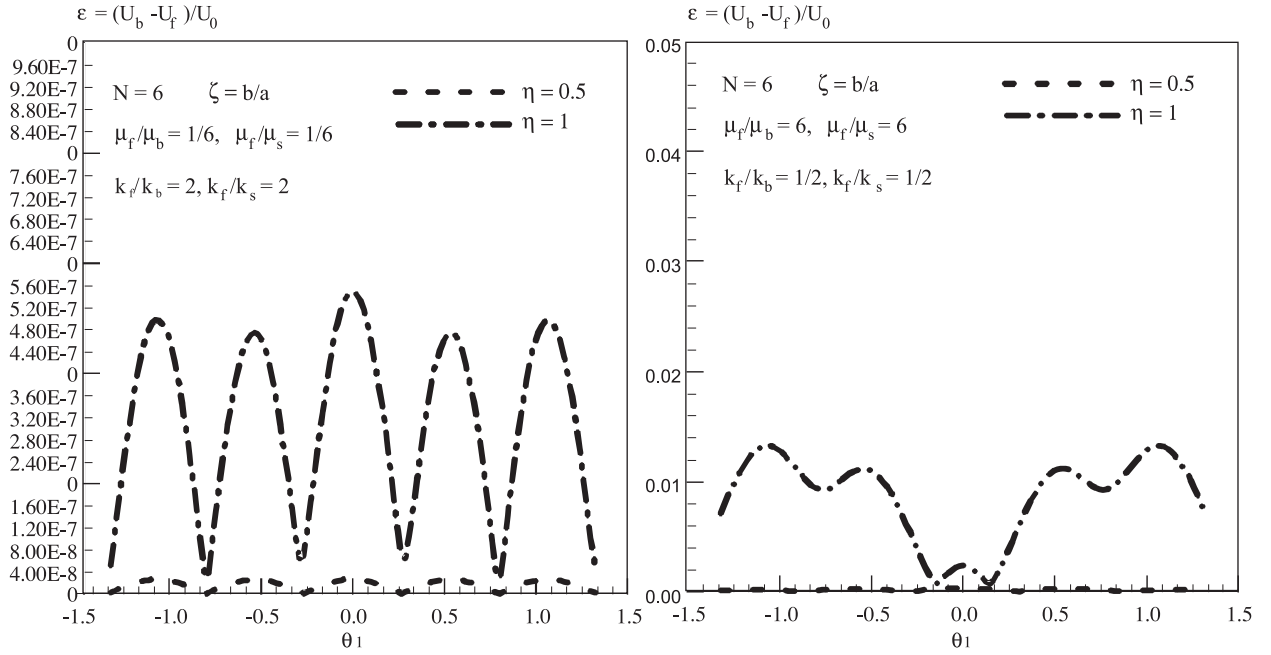 ε = (U_b - U_f)/U_0
0
9.60E-7
9.20E-7
8.80E-7
8.40E-7
0
7.60E-7
7.20E-7
6.80E-7
6.40E-7
0
5.60E-7
5.20E-7
4.80E-7
4.40E-7
0
3.60E-7
3.20E-7
2.80E-7
2.40E-7
0
1.60E-7
1.20E-7
8.00E-8
4.00E-8
0
N = 6 ζ = b/a
μ_f/μ_b = 1/6, μ_f/μ_s = 1/6
k_f/k_b = 2, k_f/k_s = 2
η = 0.5
η = 1
-1.5 -1.0 -0.5 0.0 0.5 1.0 1.5
θ_1
ε = (U_b - U_f)/U_0
0.05
0.04
0.03
0.02
0.01
0.00
N = 6 ζ = b/a
μ_f/μ_b = 6, μ_f/μ_s = 6
k_f/k_b = 1/2, k_f/k_s = 1/2
η = 0.5
η = 1
-1.5 -1.0 -0.5 0.0 0.5 1.0 1.5
θ_1